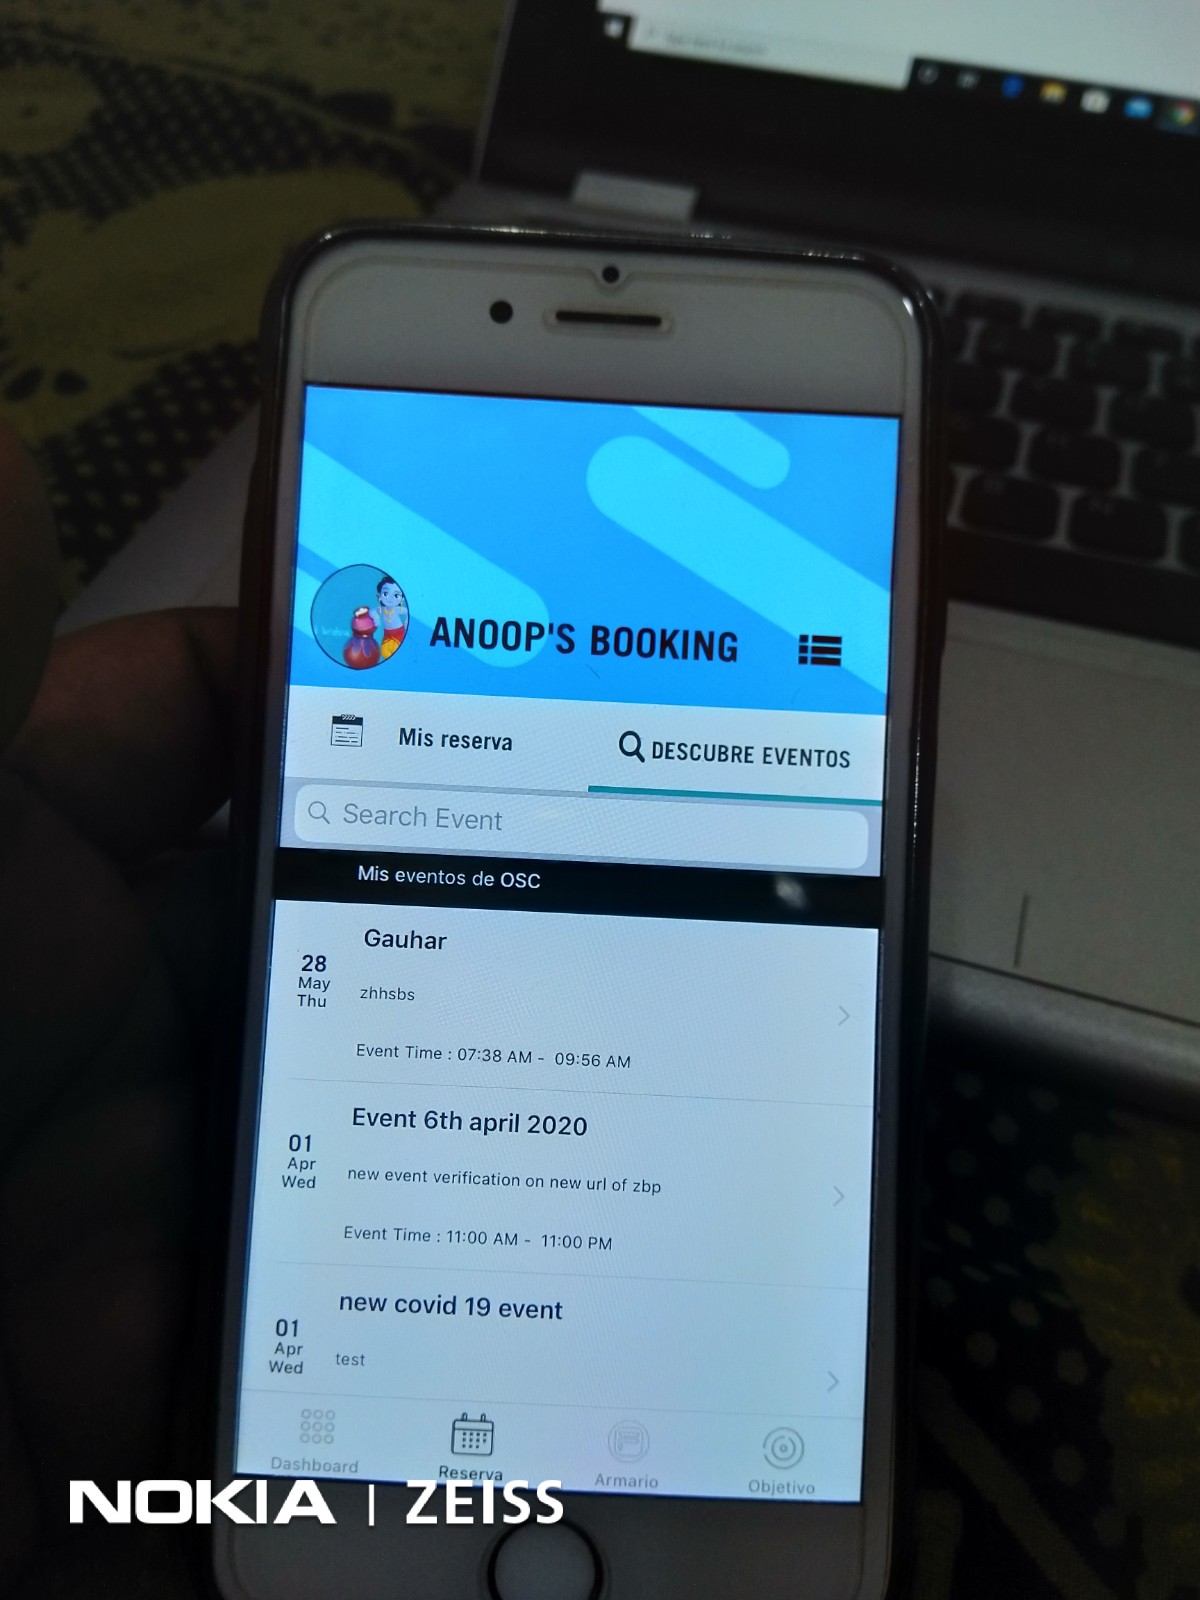 ANOOP'S BOOKING
Mis reserva
DESCUBRE EVENTOS
Search Event
Mis eventos de OSC
Gauhar
28
May
Thu
zhhsbs
Event Time : 07:38 AM - 09:56 AM
Event 6th april 2020
01
Apr
Wed
new event verification on new url of zbp
Event Time : 11:00 AM - 11:00 PM
new covid 19 event
01
Apr
Wed
test
Dashboard
Reserva
Armario
Objetivo
NOKIA | ZEISS